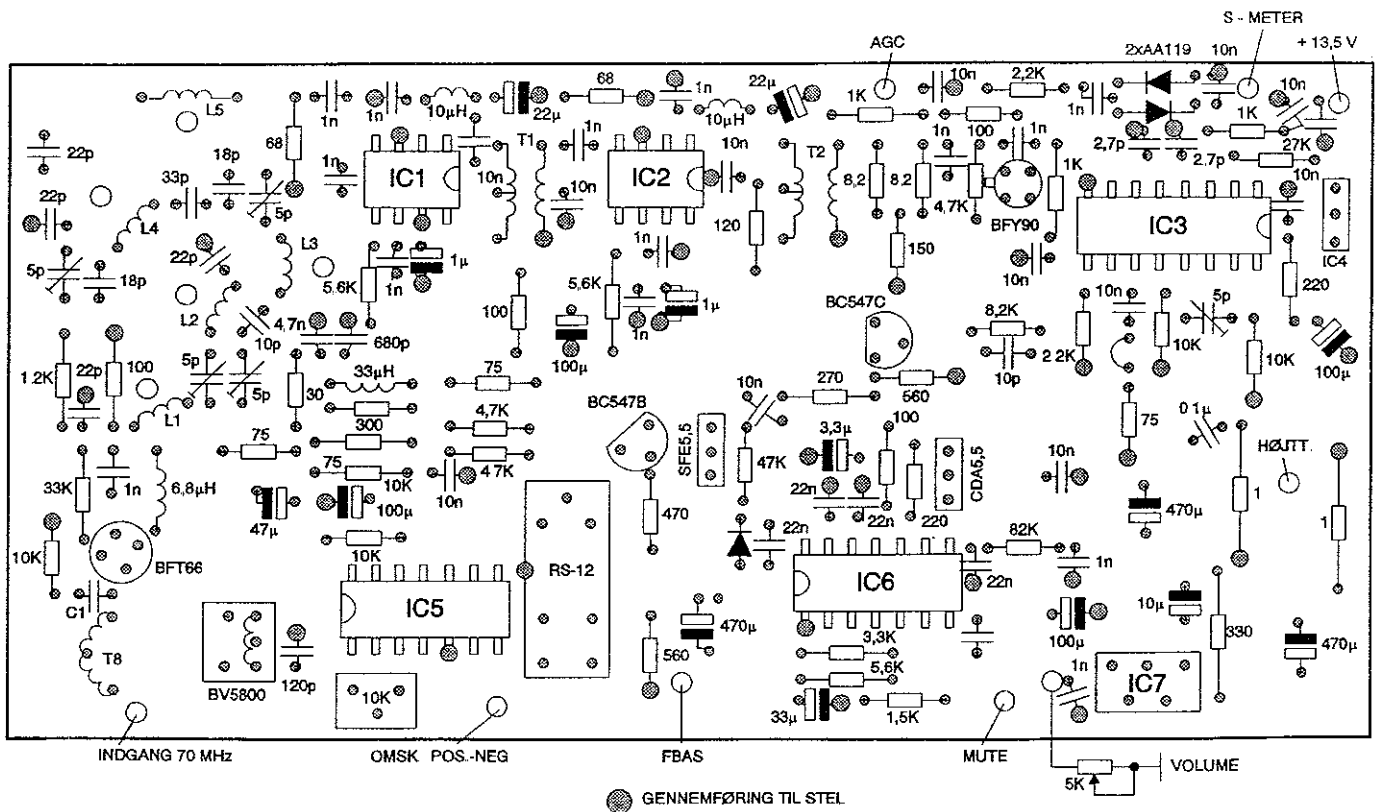 S - METER
AGC
2xAA119
10n
+ 13,5 V
L5
1n
1n
10µH
22µ
68
1n
10µH
22µ
1K
10n
2,2K
1n
10n
1K
27K
10n
22p
68
1n
IC1
10n
T1
1n
10n
IC2
10n
120
T2
8,2
8,2
100
1n
4,7K
1n
BFY90
1K
2,7p
2,7p
IC3
IC4
22p
33p
18p
5p
L4
L3
22p
5p
18p
L2
10p
4,7n
680p
5,6K
1n
1µ
100
100µ
5,6K
1n
1n
1µ
150
10n
BC547C
8,2K
10p
2.2K
10n
10K
5p
10K
220
100µ
1.2K
22p
100
L1
5p
5p
30
33µH
300
75
75
4,7K
47K
10n
BC547B
SFE5,5
10n
270
560
3,3µ
100
CDA5,5
75
0 1µ
HØJTT.
33K
1n
6,8µH
75
10K
47µ
100µ
10K
RS-12
470
47K
22n
22n
22n
220
10n
470µ
1
1
10K
BFT66
C1
T8
IC5
BV5800
120p
10K
560
470µ
IC6
82K
22n
1n
100µ
10µ
330
470µ
3,3K
5,6K
33µ
1,5K
1n
IC7
INDGANG 70 MHz
OMSK POS.-NEG
FBAS
MUTE
5K
VOLUME
GENNEMFØRING TIL STEL